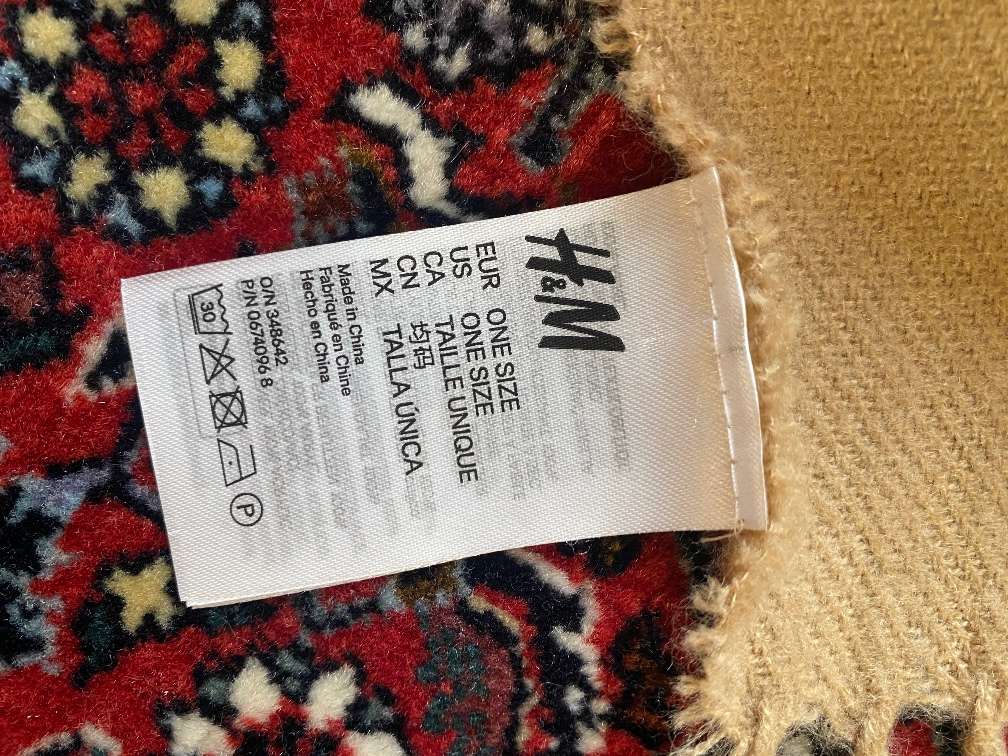 H&M
EUR ONE SIZE
US ONE SIZE
CA TAILLE UNIQUE
CN 均码
MX TALLA ÚNICA
Made in China
Fabriqué en Chine
Hecho en China
O/N 348642
P/N 0674096 8
30 P